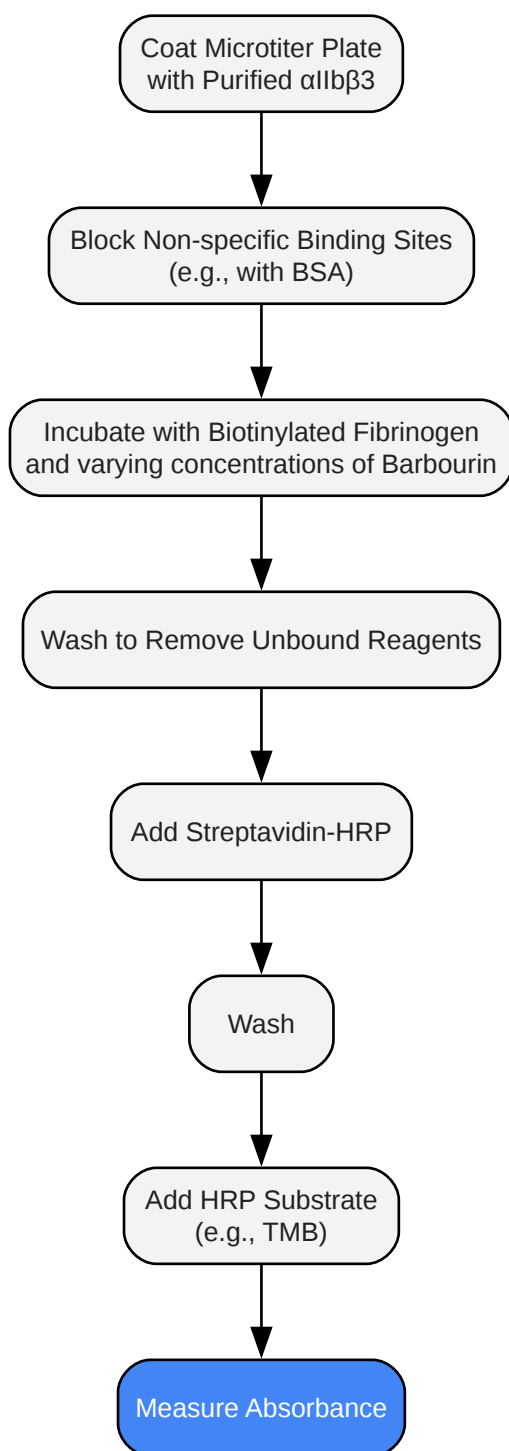 Coat Microtiter Plate
with Purified αIIbβ3
Block Non-specific Binding Sites
(e.g., with BSA)
Incubate with Biotinylated Fibrinogen
and varying concentrations of Barbourin
Wash to Remove Unbound Reagents
Add Streptavidin-HRP
Wash
Add HRP Substrate
(e.g., TMB)
Measure Absorbance